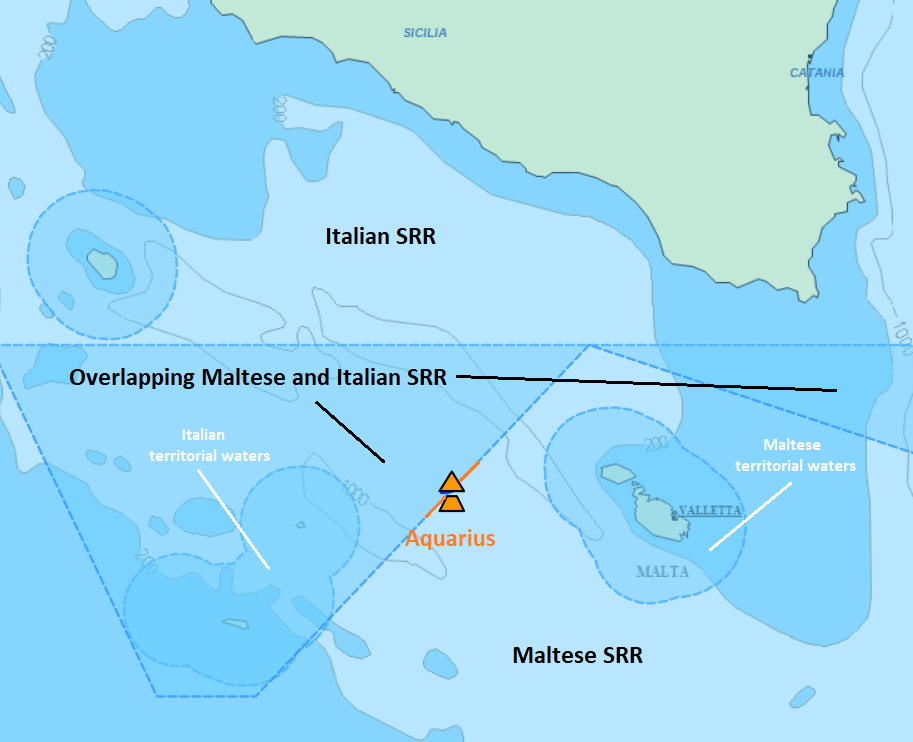 SICILIA
CATANIA
200
200
Italian SRR
1000
Overlapping Maltese and Italian SRR
Italian
territorial waters
200
Maltese
territorial waters
1000
VALLETTA
Aquarius
200
MALTA
Maltese SRR